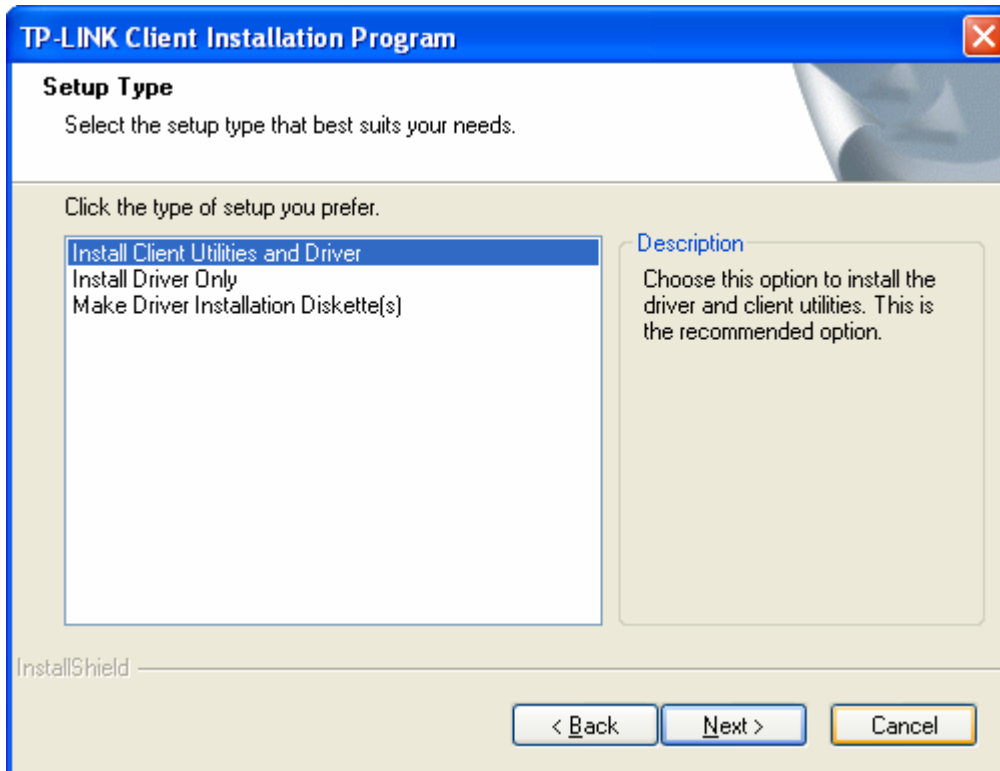 TP-LINK Client Installation Program
Setup Type
Select the setup type that best suits your needs.
Click the type of setup you prefer.
Install Client Utilities and Driver
Install Driver Only
Make Driver Installation Diskette(s)
Description
Choose this option to install the
driver and client utilities. This is
the recommended option.
InstallShield
< Back
Next >
Cancel